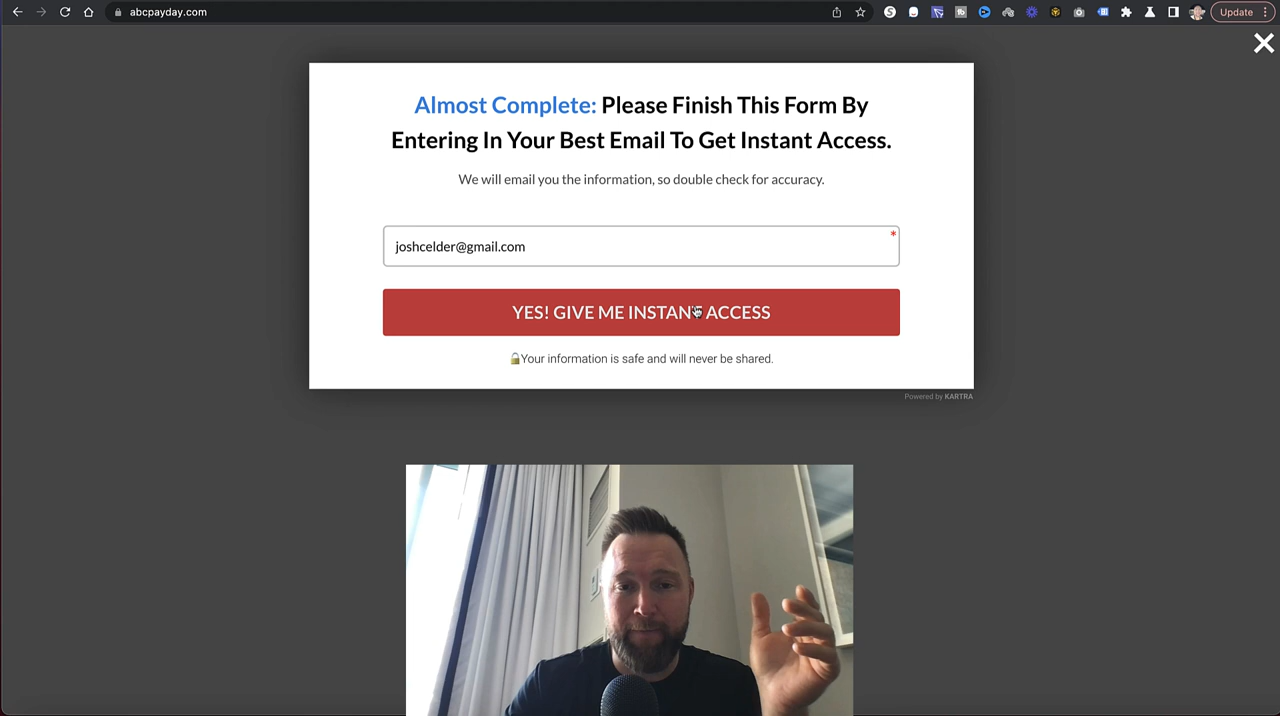 abcpayday.com
Update
Almost Complete: Please Finish This Form By
Entering In Your Best Email To Get Instant Access.
We will email you the information, so double check for accuracy.
joshcelder@gmail.com
*
YES! GIVE ME INSTANT ACCESS
Your information is safe and will never be shared.
Powered by KARTRA